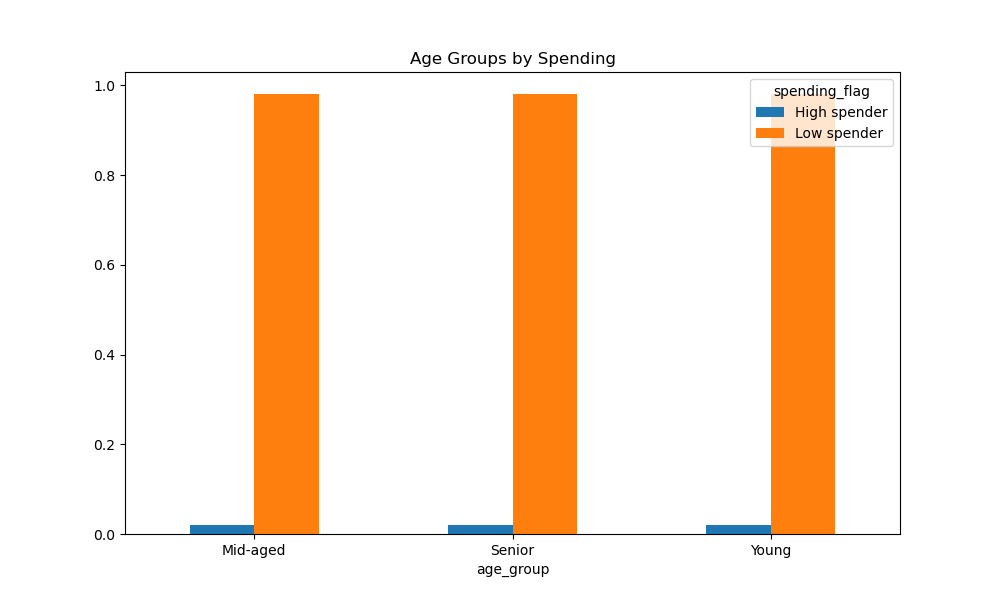 Age Groups by Spending
spending_flag
High spender
Low spender
1.0
0.8
0.6
0.4
0.2
0.0
Mid-aged Senior Young
age_group